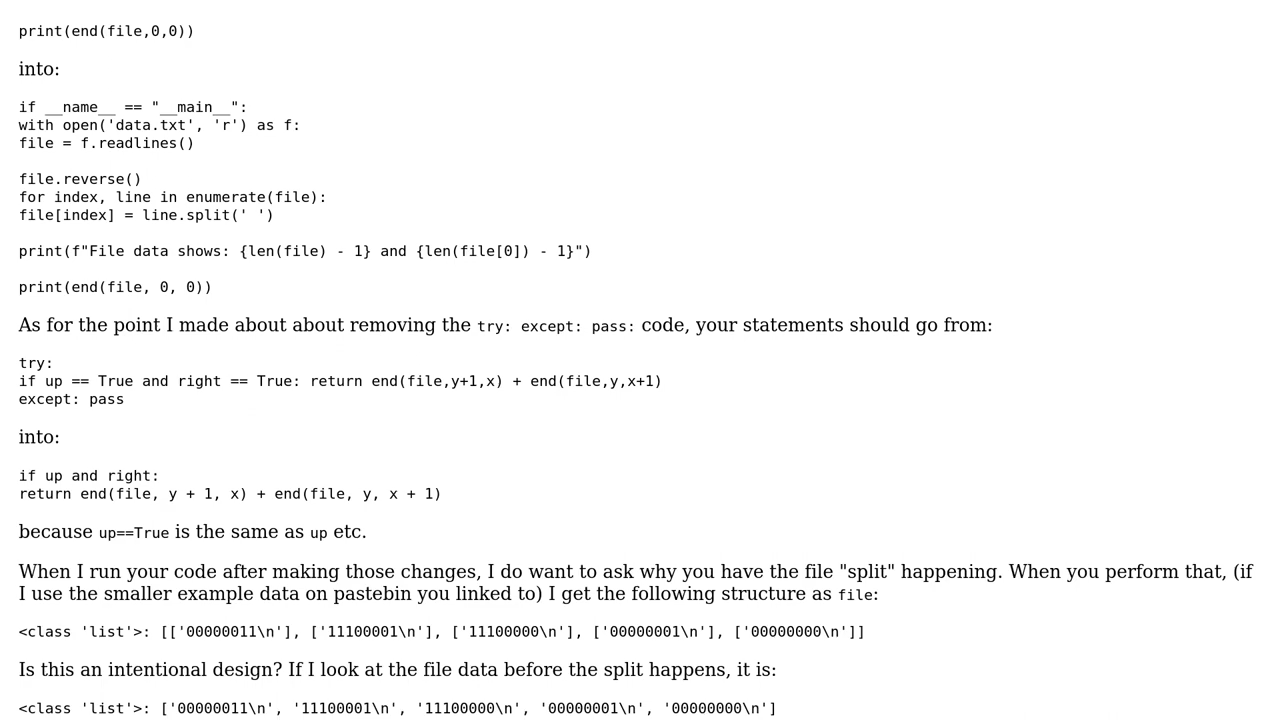 print(end(file,0,0))
into:
if __name__ == "__main__":
with open('data.txt', 'r') as f:
file = f.readlines()
file.reverse()
for index, line in enumerate(file):
file[index] = line.split(' ')
print(f"File data shows: {len(file) - 1} and {len(file[0]) - 1}")
print(end(file, 0, 0))
As for the point I made about about removing the try: except: pass: code, your statements should go from:
try:
if up == True and right == True: return end(file,y+1,x) + end(file,y,x+1)
except: pass
into:
if up and right:
return end(file, y + 1, x) + end(file, y, x + 1)
because up==True is the same as up etc.
When I run your code after making those changes, I do want to ask why you have the file "split" happening. When you perform that, (if
I use the smaller example data on pastebin you linked to) I get the following structure as file:
<class 'list'>: [['00000011\n'], ['11100001\n'], ['11100000\n'], ['00000001\n'], ['00000000\n']]
Is this an intentional design? If I look at the file data before the split happens, it is:
<class 'list'>: ['00000011\n', '11100001\n', '11100000\n', '00000001\n', '00000000\n']